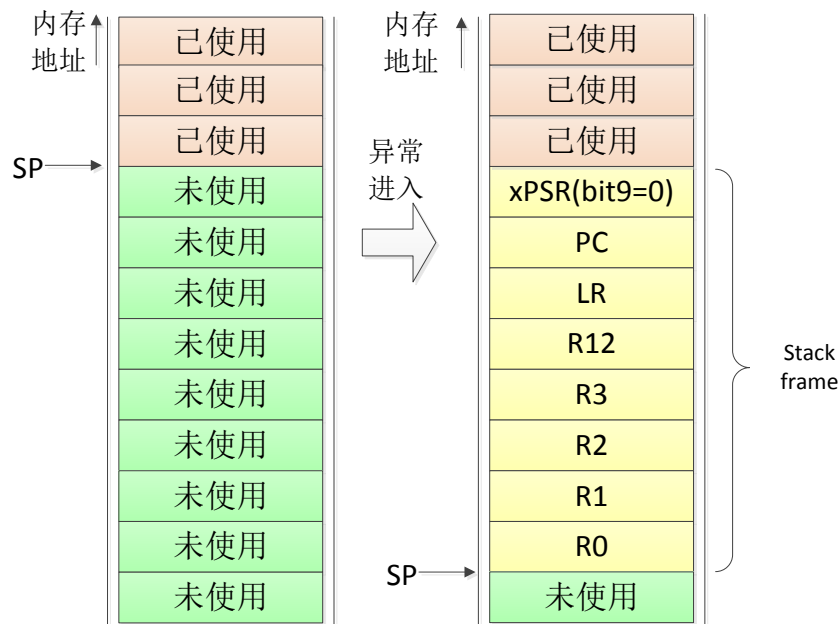 内存
地址
已使用
已使用
已使用
SP
未使用
未使用
未使用
未使用
未使用
未使用
未使用
未使用
未使用
异常
进入
内存
地址
已使用
已使用
已使用
xPSR(bit9=0)
PC
LR
R12
R3
R2
R1
R0
SP
未使用
Stack
frame